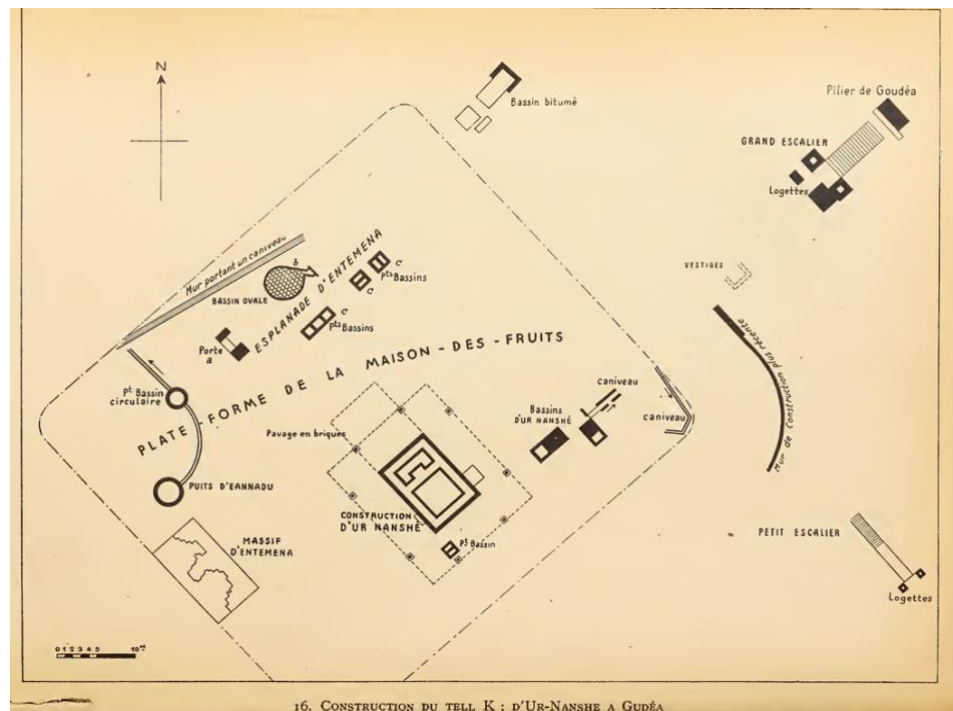 N
Bassin bitumé
Pilier de Goudéa
GRAND ESCALIER
Logettes
Mur portant un caniveau
b
BASSIN OVALE
ESPLANADE D'ENTEMENA
c
Pts Bassins
c
c
Pts Bassins
Porte
a
VESTIGES
Mur de Construction plus récente
PLATE-FORME DE LA MAISON-DES-FRUITS
Pt Bassin
circulaire
caniveau
caniveau
Bassins
D'UR NANSHÉ
Pavage en briques
PUITS D'EANNADU
CONSTRUCTION
D'UR NANSHÉ
Pt Bassin
MASSIF
D'ENTEMENA
PETIT ESCALIER
Logettes
0 1 2 3 4 5 10m
16. CONSTRUCTION DU TELL K : D'UR-NANSHE A GUDÉA